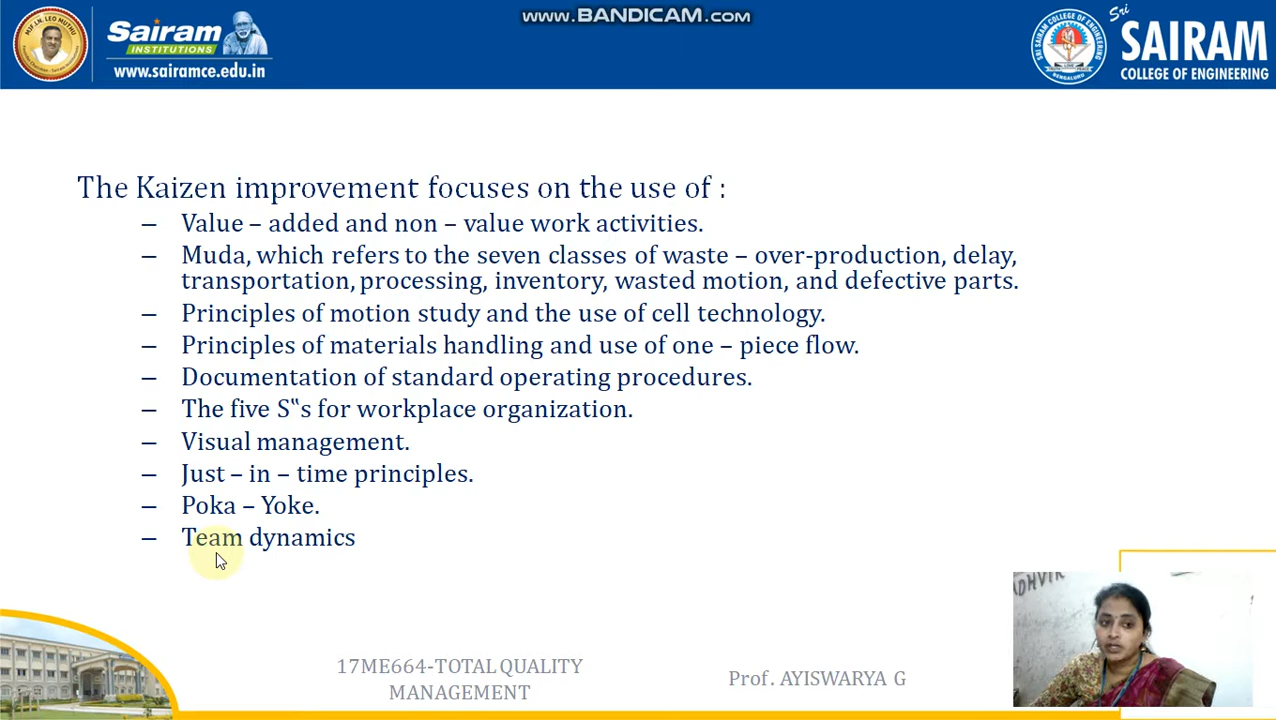 www.BANDICAM.com
Sairam
INSTITUTIONS
www.sairamce.edu.in
Sri
SAIRAM
COLLEGE OF ENGINEERING
The Kaizen improvement focuses on the use of :
– Value – added and non – value work activities.
– Muda, which refers to the seven classes of waste – over-production, delay,
transportation, processing, inventory, wasted motion, and defective parts.
– Principles of motion study and the use of cell technology.
– Principles of materials handling and use of one – piece flow.
– Documentation of standard operating procedures.
– The five S‟s for workplace organization.
– Visual management.
– Just – in – time principles.
– Poka – Yoke.
– Team dynamics
17ME664-TOTAL QUALITY
MANAGEMENT
Prof. AYISWARYA G